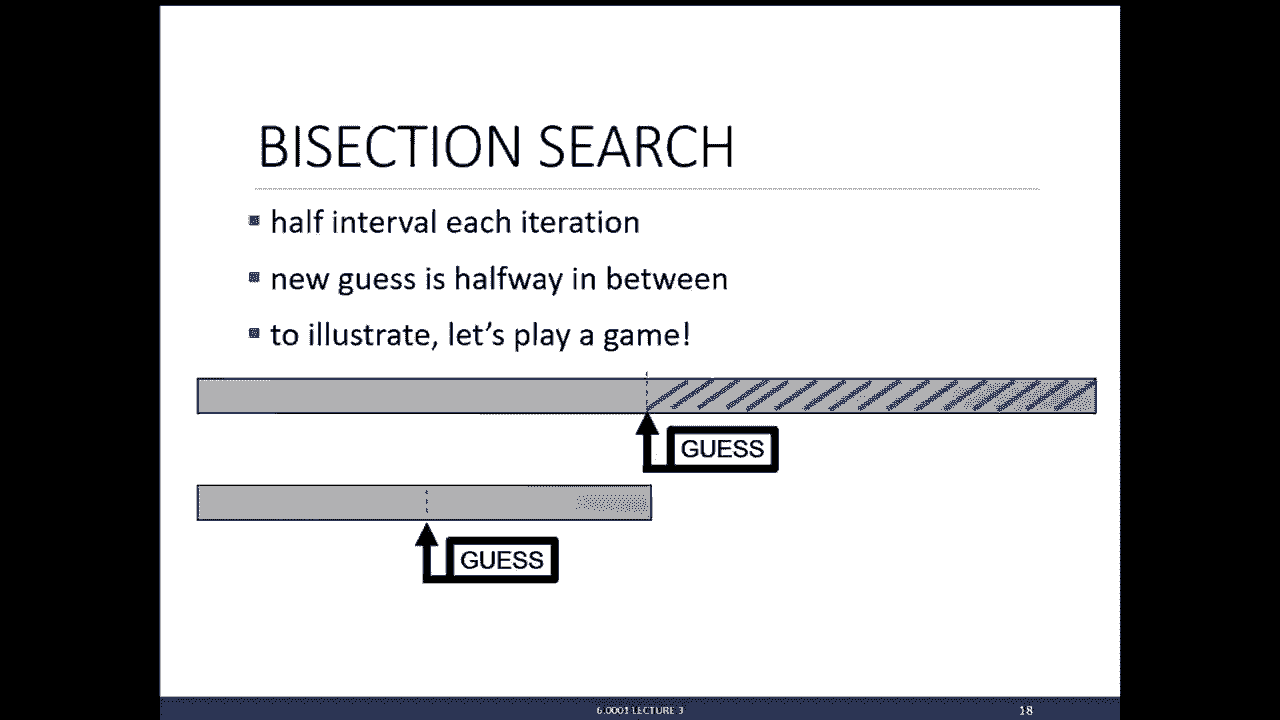 BISECTION SEARCH
half interval each iteration
new guess is halfway in between
to illustrate, let's play a game!
GUESS
GUESS
6.0001 LECTURE 3
18